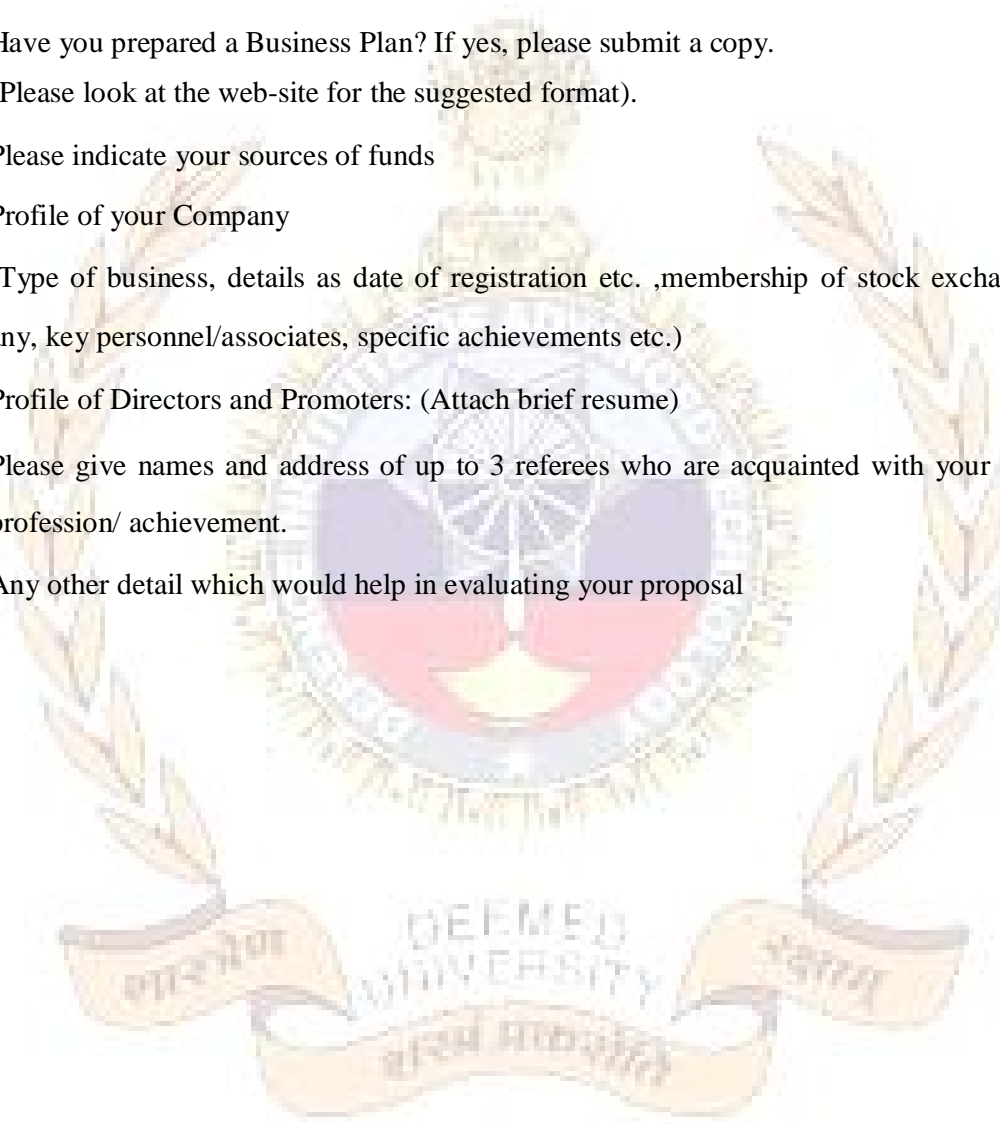 Have you prepared a Business Plan? If yes, please submit a copy.
Please look at the web-site for the suggested format).
Please indicate your sources of funds
Profile of your Company
Type of business, details as date of registration etc. ,membership of stock excha
any, key personnel/associates, specific achievements etc.)
Profile of Directors and Promoters: (Attach brief resume)
Please give names and address of up to 3 referees who are acquainted with your
profession/ achievement.
Any other detail which would help in evaluating your proposal
DEEMED
UNIVERSITY